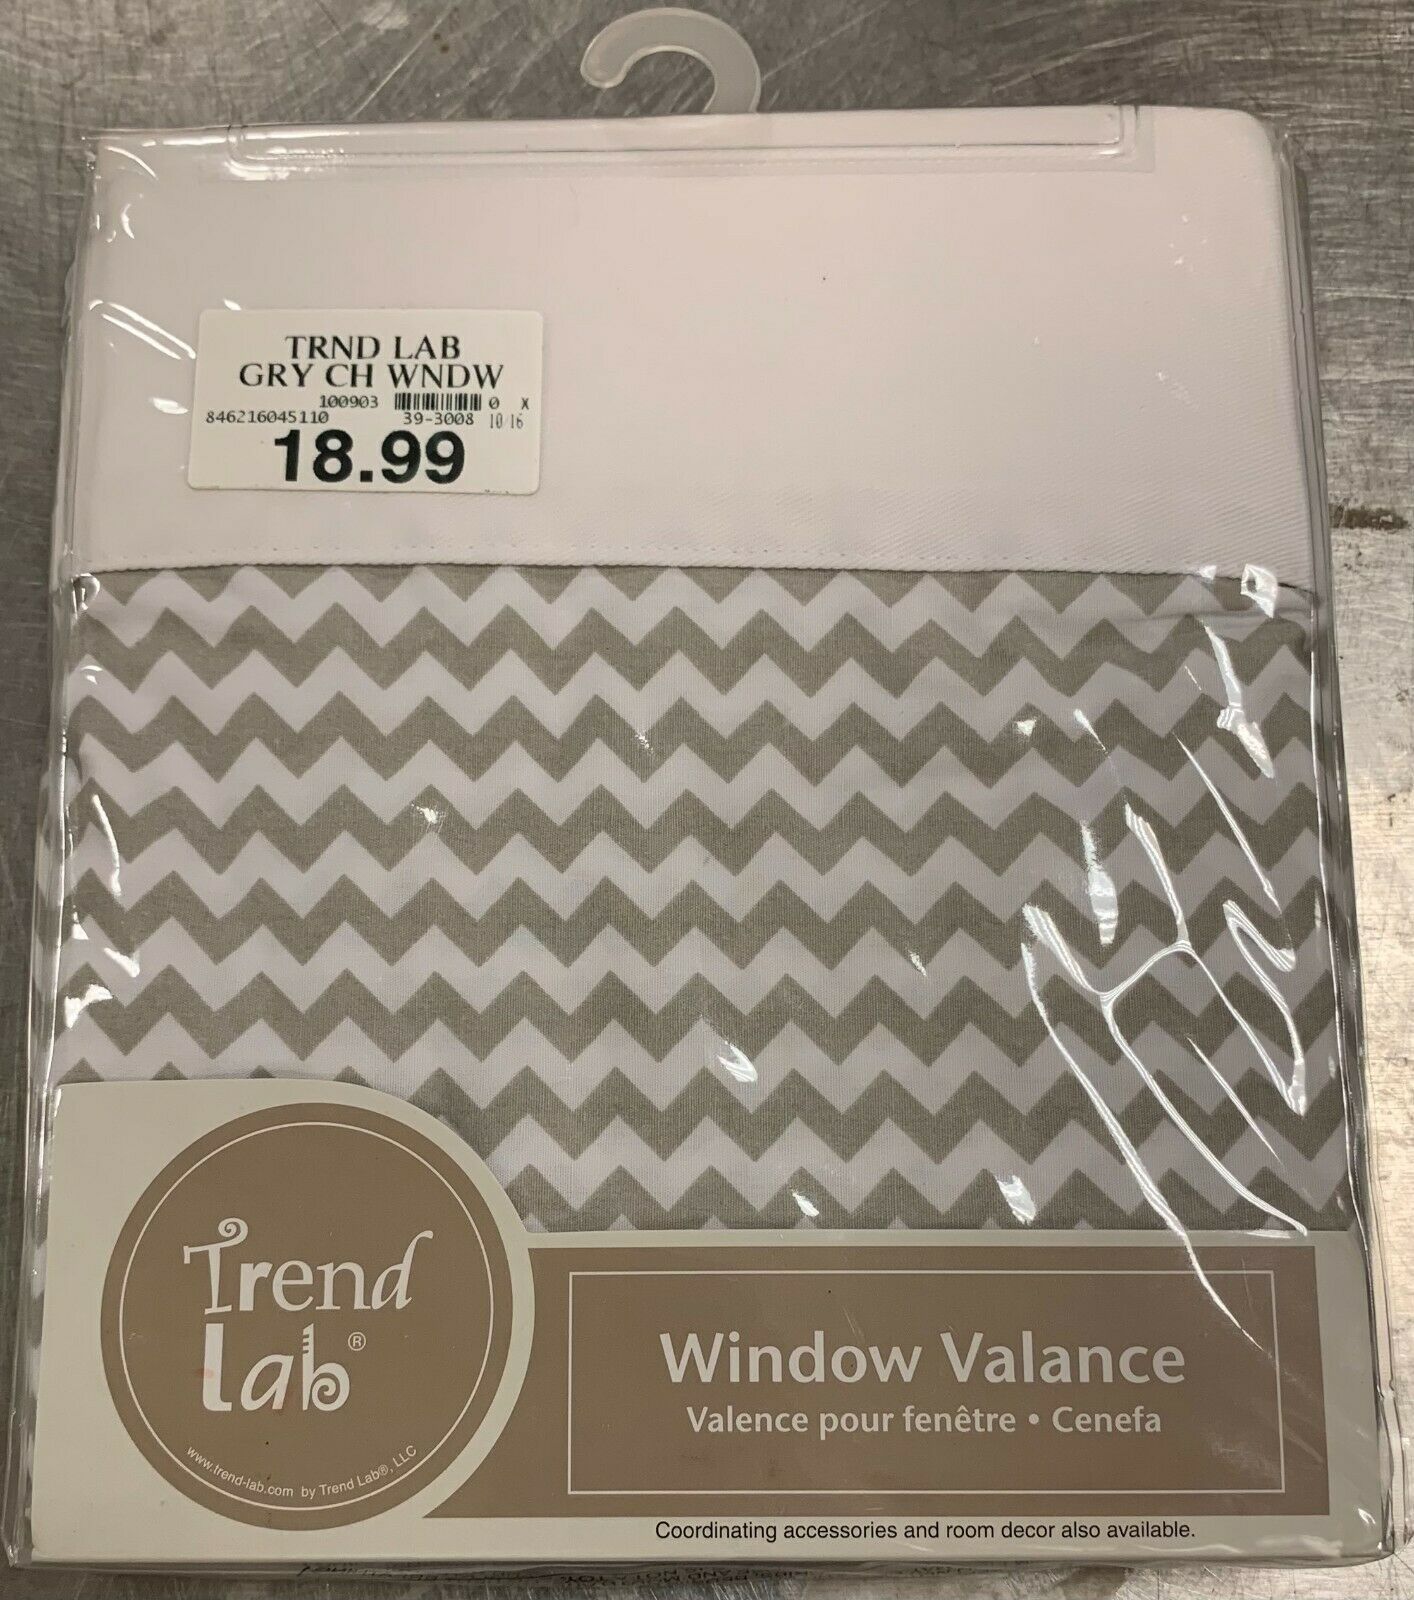 TRND LAB
GRY CH WNDW
100903 0 X
846216045110 39-3008 10/16
18.99
Trend
Lab®
www.trend-lab.com by Trend Lab®, LLC
Window Valance
Valence pour fenêtre • Cenefa
Coordinating accessories and room decor also available.